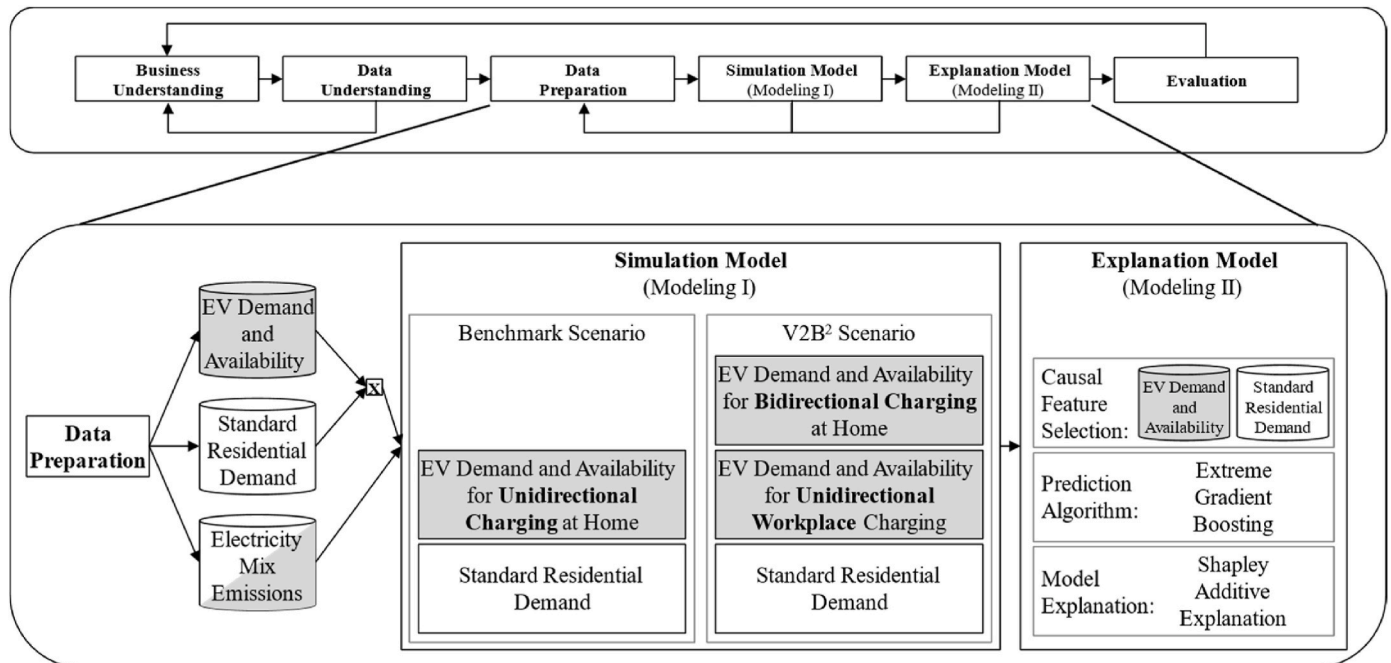 Business
Understanding
Data
Understanding
Data
Preparation
Simulation Model
(Modeling I)
Explanation Model
(Modeling II)
Evaluation
Data
Preparation
EV Demand
and
Availability
Standard
Residential
Demand
Electricity
Mix
Emissions
x
Simulation Model
(Modeling I)
Benchmark Scenario
EV Demand and Availability
for Unidirectional
Charging at Home
Standard Residential
Demand
V2B² Scenario
EV Demand and Availability
for Bidirectional Charging
at Home
EV Demand and Availability
for Unidirectional
Workplace Charging
Standard Residential
Demand
Explanation Model
(Modeling II)
Causal
Feature
Selection:
EV Demand
and
Availability
Standard
Residential
Demand
Prediction
Algorithm:
Extreme
Gradient
Boosting
Model
Explanation:
Shapley
Additive
Explanation